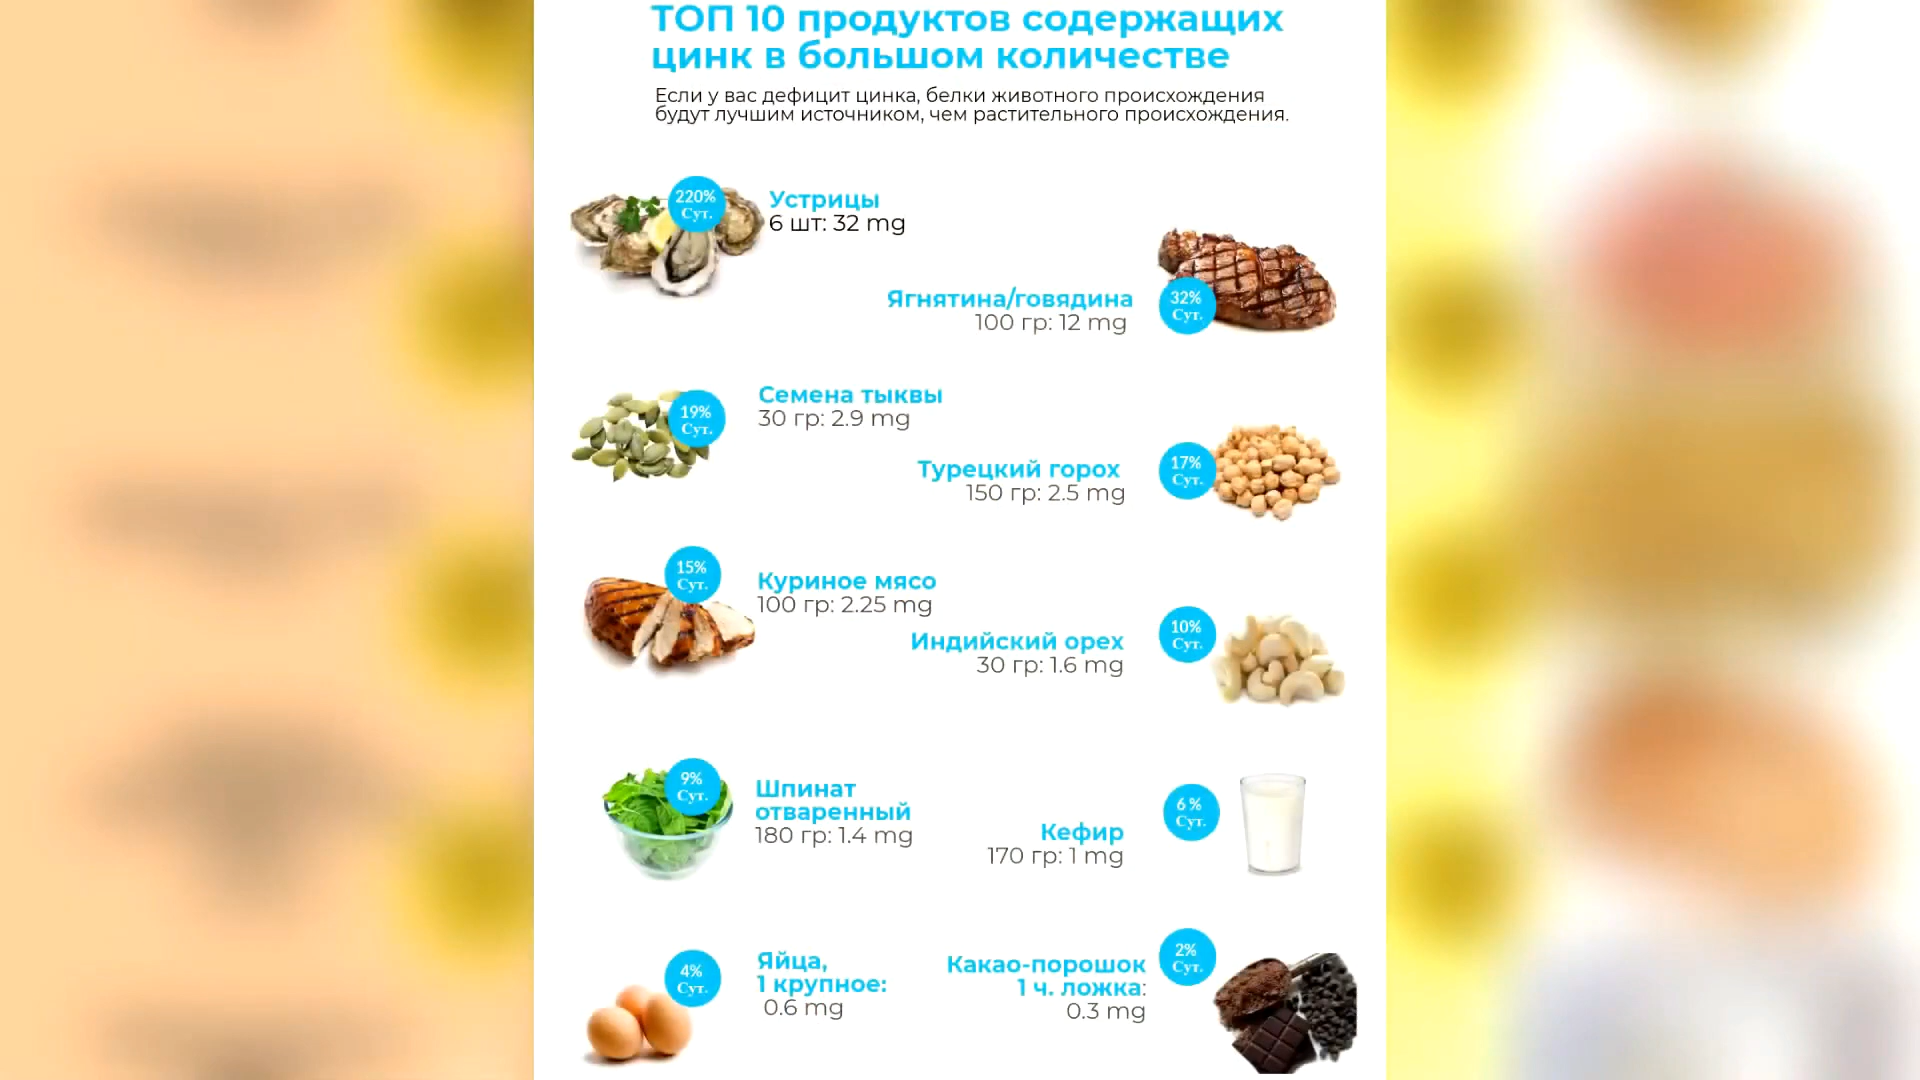 ТОП 10 продуктов содержащих
цинк в большом количестве
Если у вас дефицит цинка, белки животного происхождения
будут лучшим источником, чем растительного происхождения.
220%
Сут.
Устрицы
6 шт: 32 mg
Ягнятина/говядина
100 гр: 12 mg
32%
Сут.
19%
Сут.
Семена тыквы
30 гр: 2.9 mg
Турецкий горох
150 гр: 2.5 mg
17%
Сут.
15%
Сут.
Куриное мясо
100 гр: 2.25 mg
Индийский орех
30 гр: 1.6 mg
10%
Сут.
9%
Сут.
Шпинат
отваренный
180 гр: 1.4 mg
Кефир
170 гр: 1 mg
6 %
Сут.
4%
Сут.
Яйца,
1 крупное:
0.6 mg
Какао-порошок
1 ч. ложка:
0.3 mg
2%
Сут.